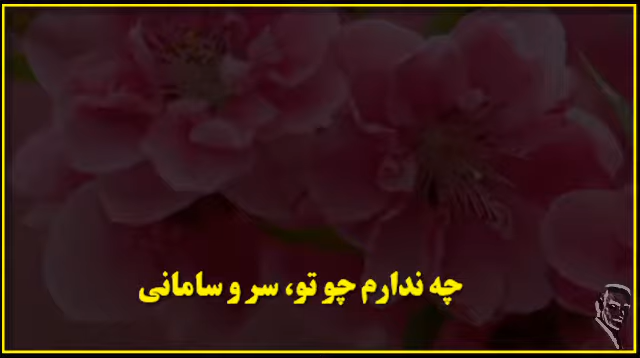 چه ندارم چو تو، سر و سامانی